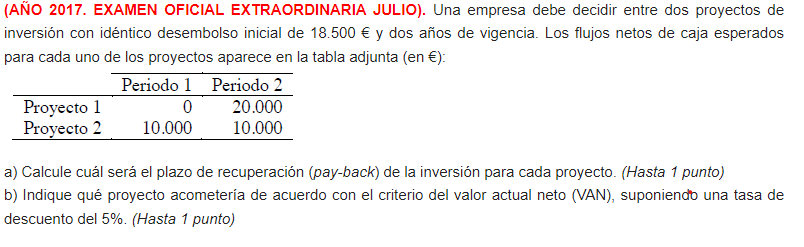 (AÑO 2017. EXAMEN OFICIAL EXTRAORDINARIA JULIO). Una empresa debe decidir entre dos proyectos de
inversión con idéntico desembolso inicial de 18.500 € y dos años de vigencia. Los flujos netos de caja esperados
para cada uno de los proyectos aparece en la tabla adjunta (en €):
Periodo 1 Periodo 2
Proyecto 1 0 20.000
Proyecto 2 10.000 10.000
a) Calcule cuál será el plazo de recuperación (pay-back) de la inversión para cada proyecto. (Hasta 1 punto)
b) Indique qué proyecto acometería de acuerdo con el criterio del valor actual neto (VAN), suponiendo una tasa de
descuento del 5%. (Hasta 1 punto)